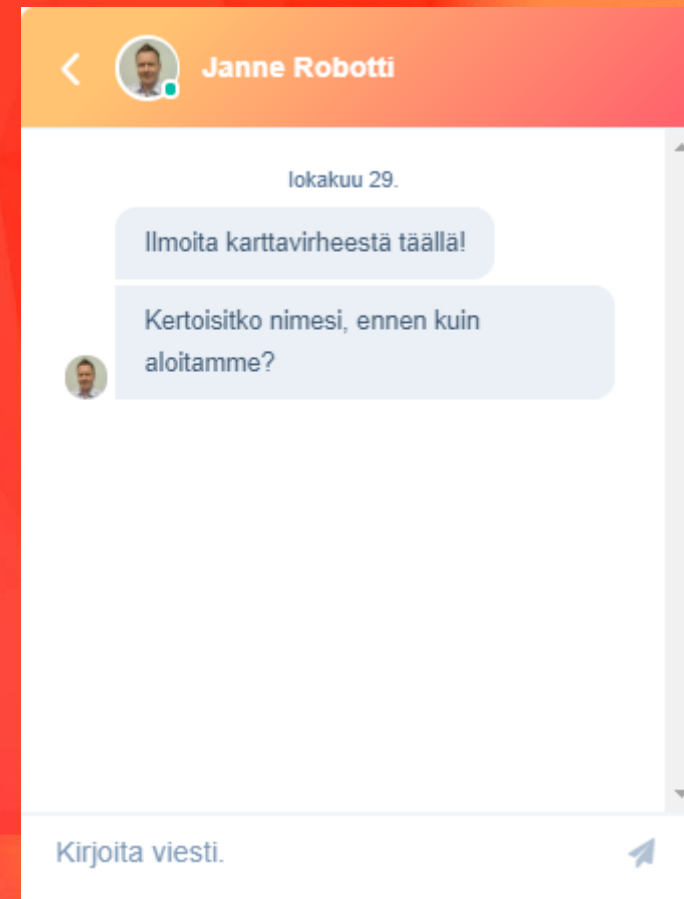 Janne Robotti
lokakuu 29.
Ilmoita karttavirheestä täällä!
Kertoisitko nimesi, ennen kuin
aloitamme?
Kirjoita viesti.